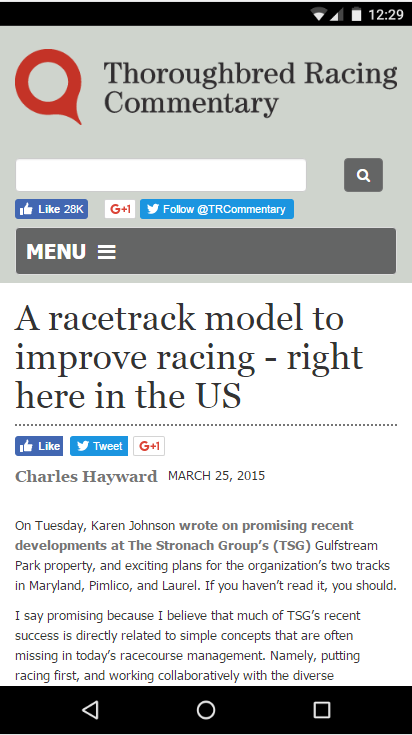 12:29
Thoroughbred Racing
Commentary
Like 28K
G+1
Follow @TRCommentary
MENU
A racetrack model to
improve racing - right
here in the US
Like
Tweet
G+1
Charles Hayward MARCH 25, 2015
On Tuesday, Karen Johnson wrote on promising recent
developments at The Stronach Group's (TSG) Gulfstream
Park property, and exciting plans for the organization's two tracks
in Maryland, Pimlico, and Laurel. If you haven't read it, you should.
I say promising because I believe that much of TSG's recent
success is directly related to simple concepts that are often
missing in today's racecourse management. Namely, putting
racing first, and working collaboratively with the diverse